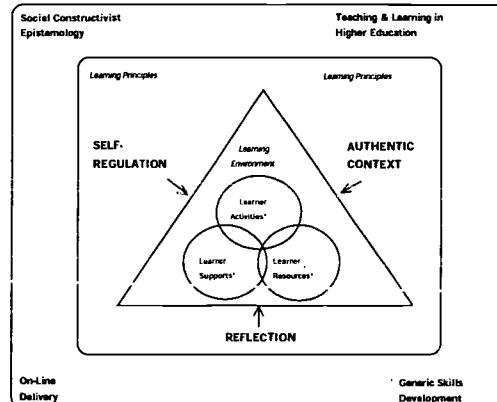 Social Constructivist
Epistemology
Teaching & Learning in
Higher Education
Learning Principles
Learning Principles
SELF-
REGULATION
Learning
Environment
AUTHENTIC
CONTEXT
Learner
Activities*
Learner
Supports*
Learner
Resources*
REFLECTION
On-Line
Delivery
Generic Skills
Development